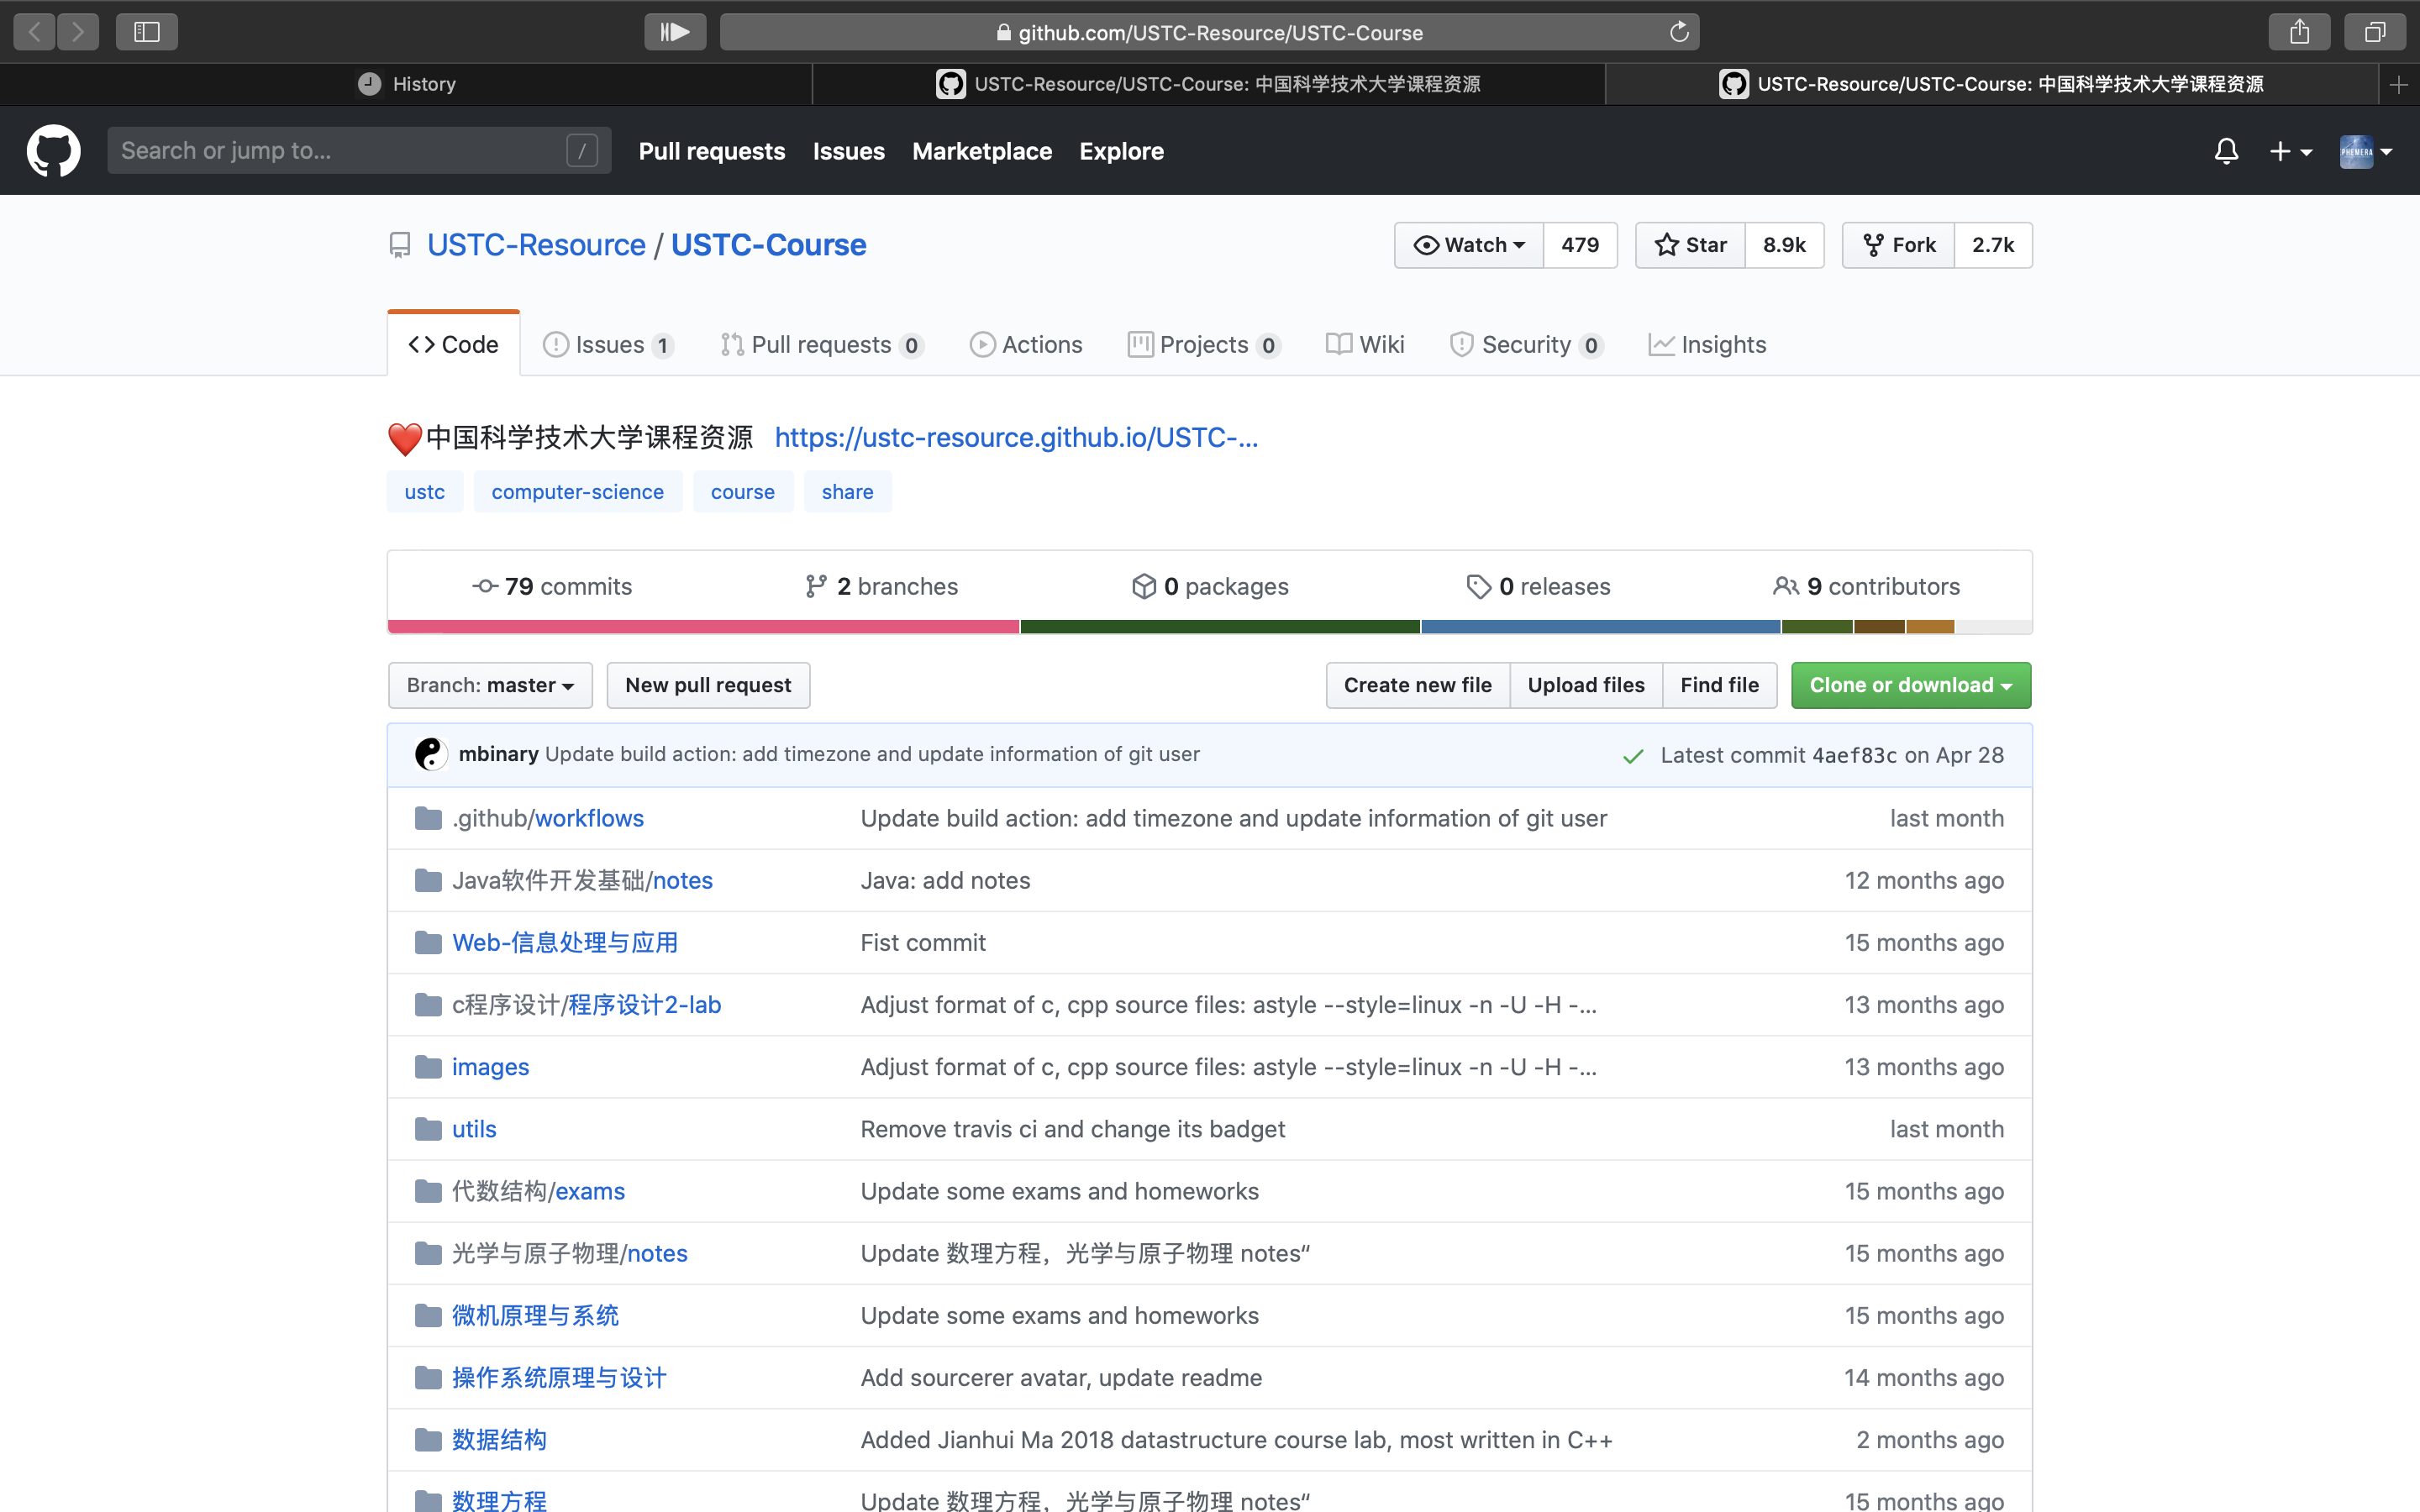 github.com/USTC-Resource/USTC-Course
History
USTC-Resource/USTC-Course: 中国科学技术大学课程资源
USTC-Resource/USTC-Course: 中国科学技术大学课程资源
Search or jump to... /
Pull requests Issues Marketplace Explore
PHEMERA
USTC-Resource / USTC-Course
Watch 479 Star 8.9k Fork 2.7k
Code Issues 1 Pull requests 0 Actions Projects 0 Wiki Security 0 Insights
❤️中国科学技术大学课程资源 https://ustc-resource.github.io/USTC-...
ustc computer-science course share
79 commits 2 branches 0 packages 0 releases 9 contributors
Branch: master New pull request Create new file Upload files Find file Clone or download
mbinary Update build action: add timezone and update information of git user Latest commit 4aef83c on Apr 28
.github/workflows Update build action: add timezone and update information of git user last month
Java软件开发基础/notes Java: add notes 12 months ago
Web-信息处理与应用 Fist commit 15 months ago
c程序设计/程序设计2-lab Adjust format of c, cpp source files: astyle --style=linux -n -U -H -... 13 months ago
images Adjust format of c, cpp source files: astyle --style=linux -n -U -H -... 13 months ago
utils Remove travis ci and change its badget last month
代数结构/exams Update some exams and homeworks 15 months ago
光学与原子物理/notes Update 数理方程，光学与原子物理 notes“ 15 months ago
微机原理与系统 Update some exams and homeworks 15 months ago
操作系统原理与设计 Add sourcerer avatar, update readme 14 months ago
数据结构 Added Jianhui Ma 2018 datastructure course lab, most written in C++ 2 months ago
数理方程 Update 数理方程，光学与原子物理 notes“ 15 months ago